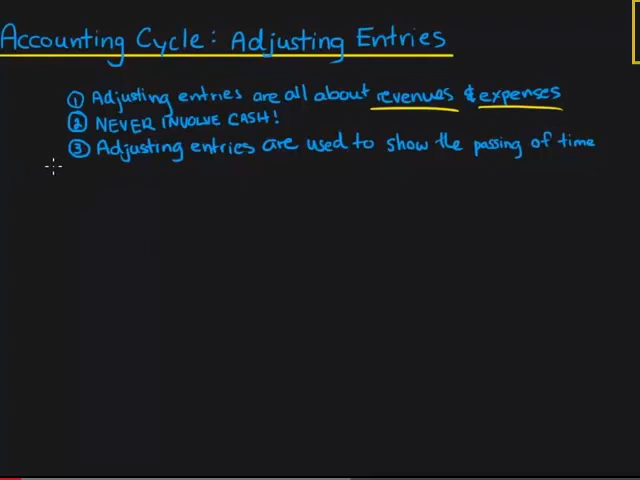 Accounting Cycle: Adjusting Entries
① Adjusting entries are all about revenues & expenses
② NEVER INVOLVE CASH!
③ Adjusting entries are used to show the passing of time